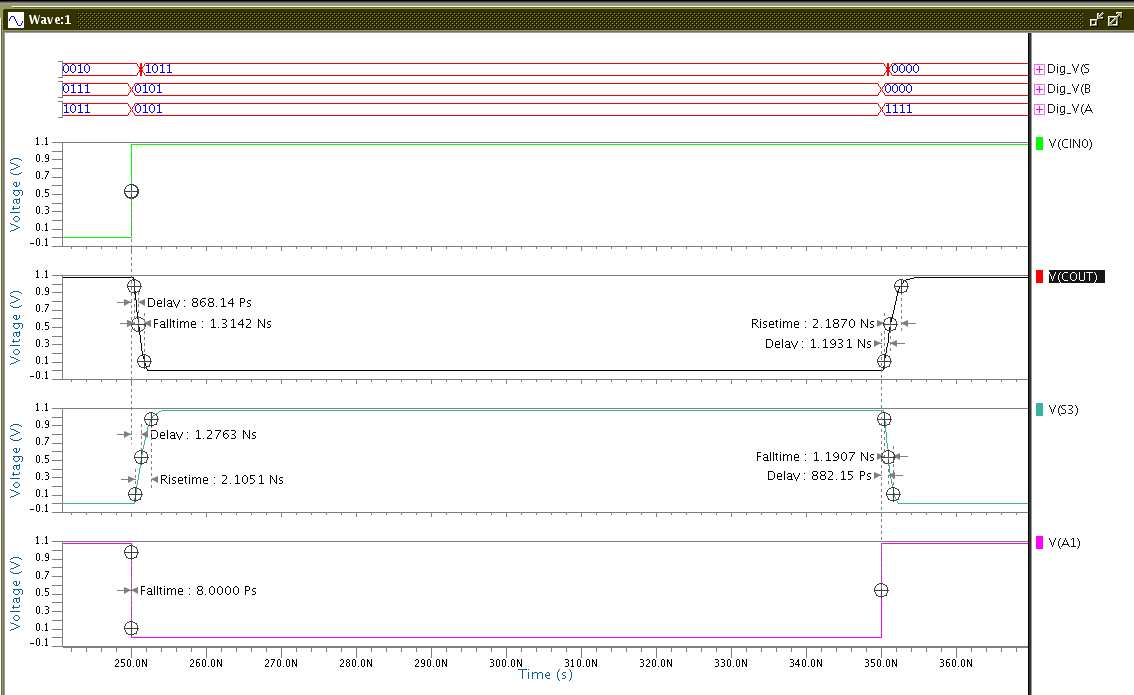 Wave:1
0010 1011 0000 Dig_V(S
0111 0101 0000 Dig_V(B
1011 0101 1111 Dig_V(A
V(CIN0)
Voltage (V)
1.1
0.9
0.7
0.5
0.3
0.1
-0.1
V(COUT)
Voltage (V)
1.1
0.9
0.7
0.5
0.3
0.1
-0.1
Delay : 868.14 Ps
Falltime : 1.3142 Ns
Risetime : 2.1870 Ns
Delay : 1.1931 Ns
V(S3)
Voltage (V)
1.1
0.9
0.7
0.5
0.3
0.1
-0.1
Delay : 1.2763 Ns
Risetime : 2.1051 Ns
Falltime : 1.1907 Ns
Delay : 882.15 Ps
V(A1)
Voltage (V)
1.1
0.9
0.7
0.5
0.3
0.1
-0.1
Falltime : 8.0000 Ps
250.0N 260.0N 270.0N 280.0N 290.0N 300.0N 310.0N 320.0N 330.0N 340.0N 350.0N 360.0N
Time (s)